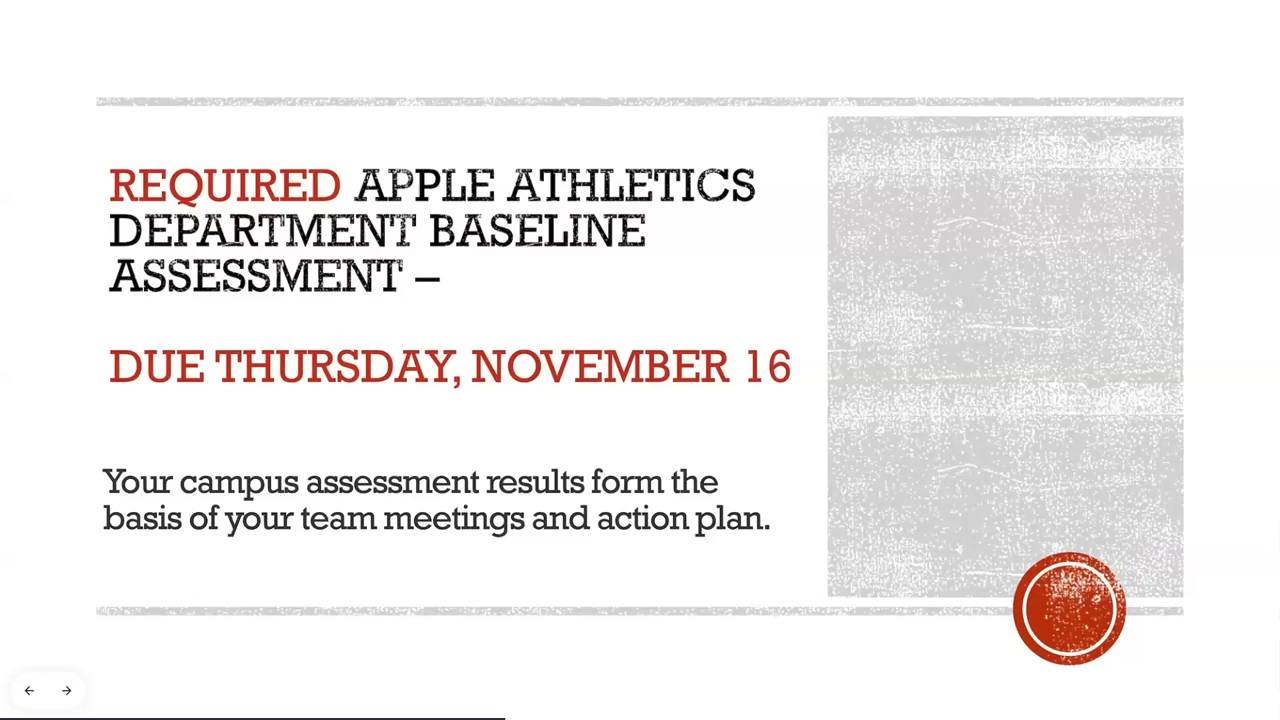 REQUIRED APPLE ATHLETICS
DEPARTMENT BASELINE
ASSESSMENT –
DUE THURSDAY, NOVEMBER 16
Your campus assessment results form the
basis of your team meetings and action plan.